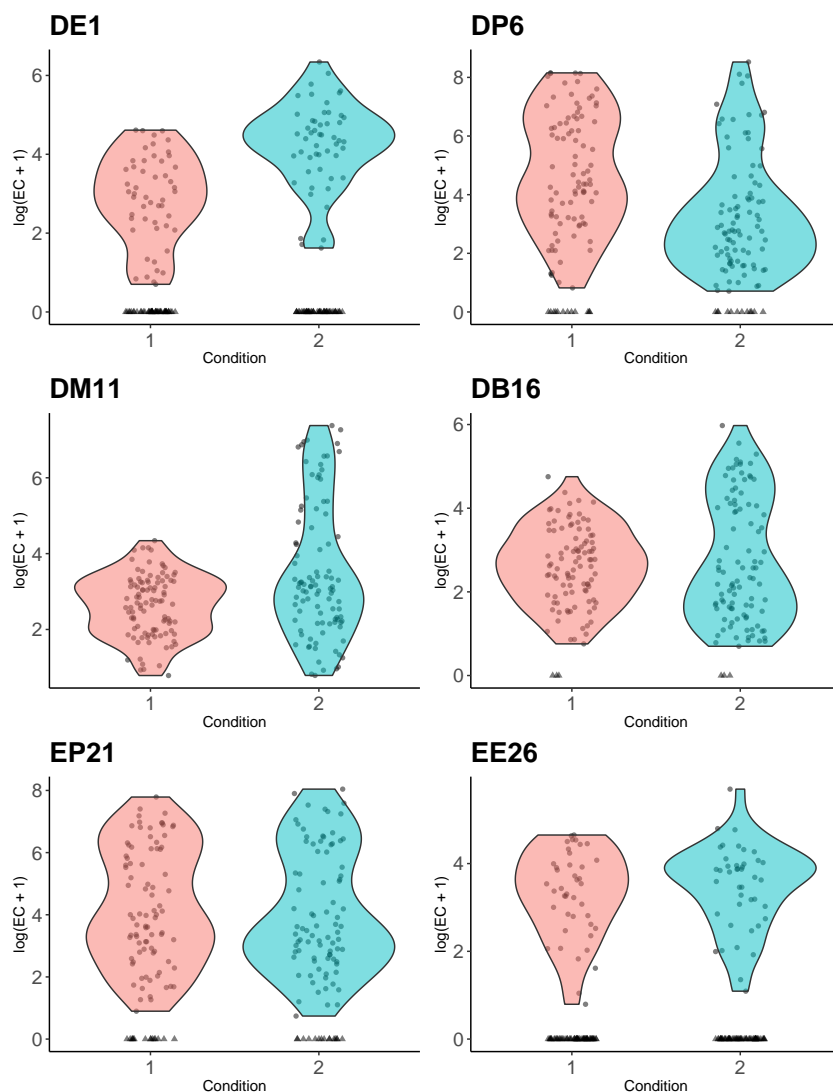 DE1
6
4
2
0
log(EC + 1)
1
2
Condition
DP6
8
6
4
2
0
log(EC + 1)
1
2
Condition
DM11
6
4
2
log(EC + 1)
1
2
Condition
DB16
6
4
2
0
log(EC + 1)
1
2
Condition
EP21
8
6
4
2
0
log(EC + 1)
1
2
Condition
EE26
4
2
0
log(EC + 1)
1
2
Condition